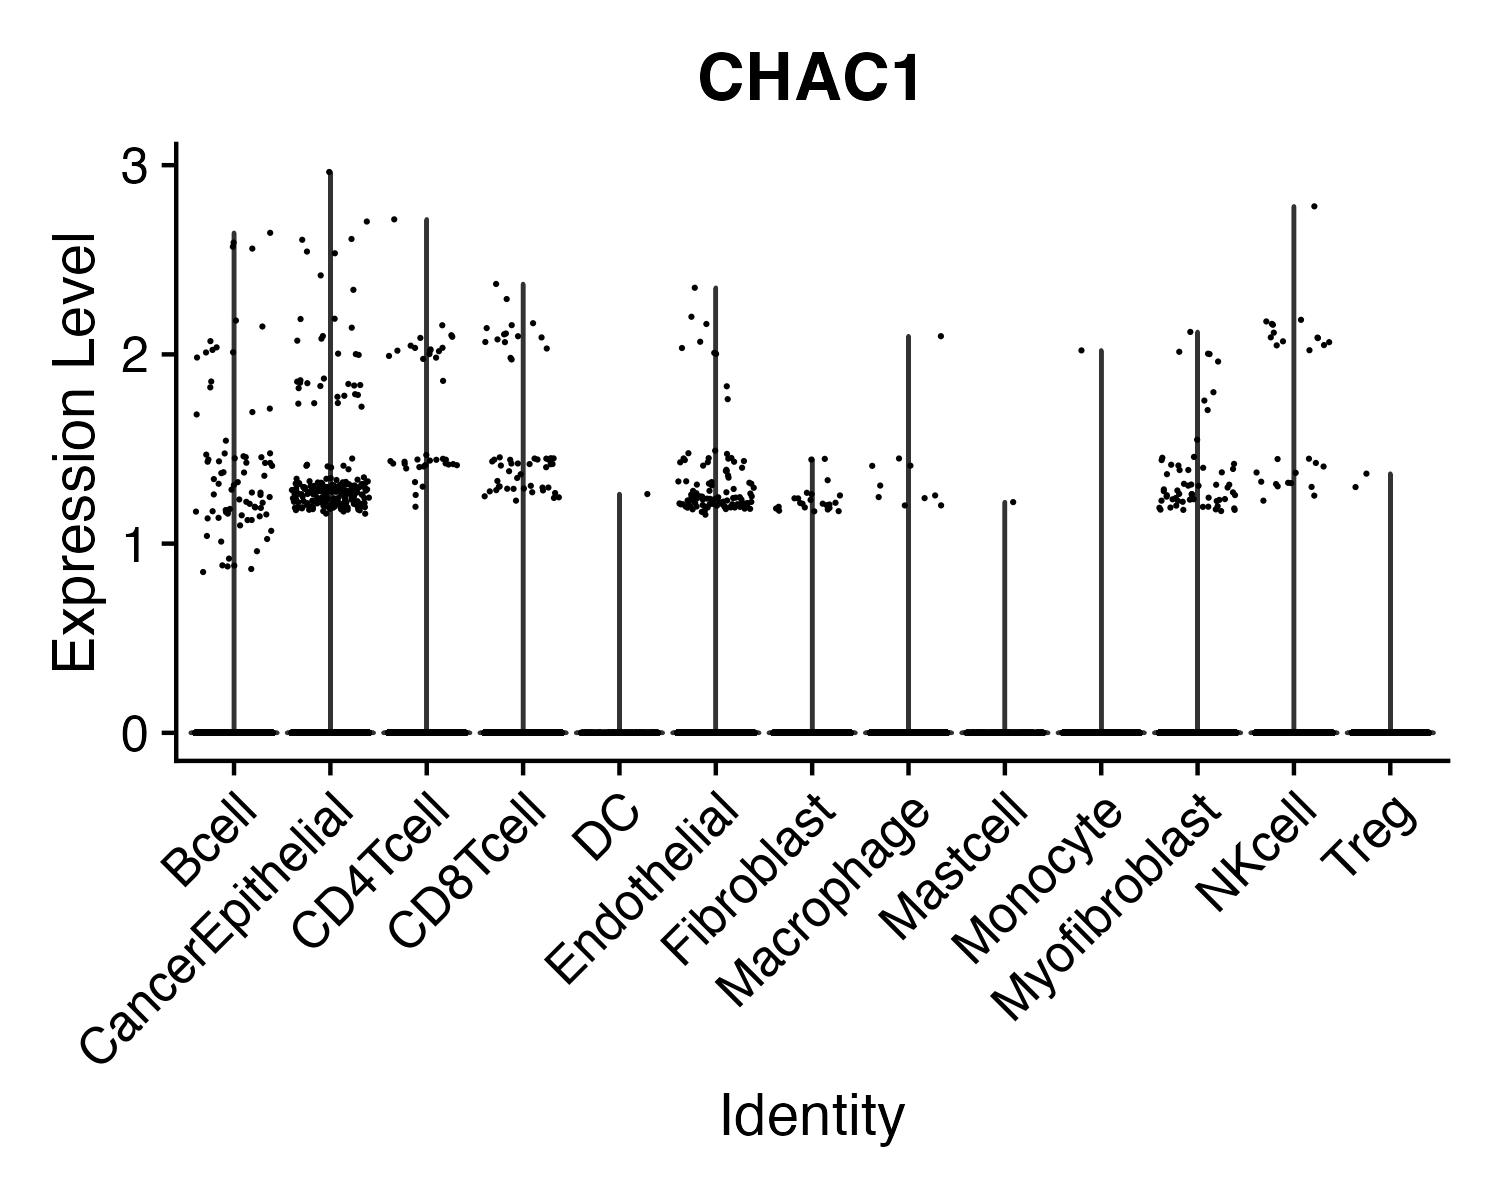 CHAC1
Expression Level
3
2
1
0
Bcell
CancerEpithelial
CD4Tcell
CD8Tcell
DC
Endothelial
Fibroblast
Macrophage
Mastcell
Monocyte
Myofibroblast
NKcell
Treg
Identity